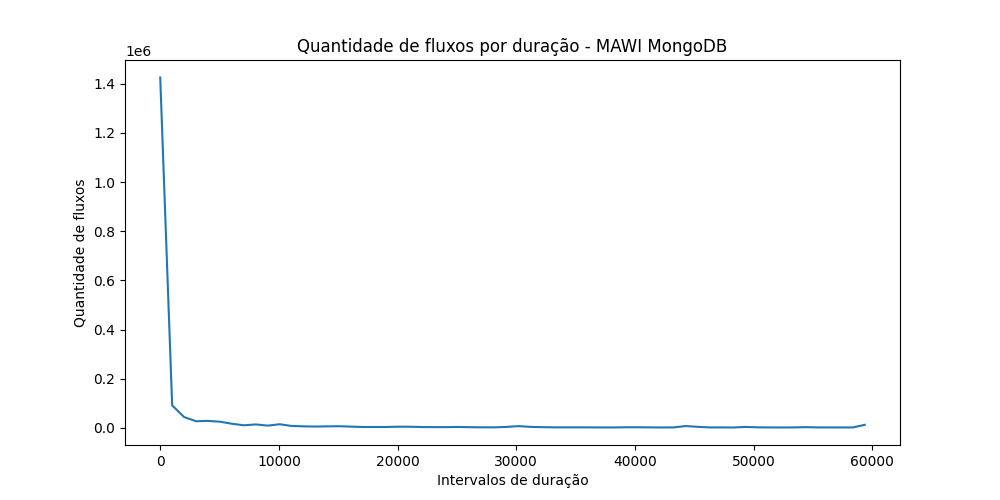 Quantidade de fluxos por duração - MAWI MongoDB
1e6
1.4
1.2
1.0
0.8
0.6
0.4
0.2
0.0
Quantidade de fluxos
0 10000 20000 30000 40000 50000 60000
Intervalos de duração